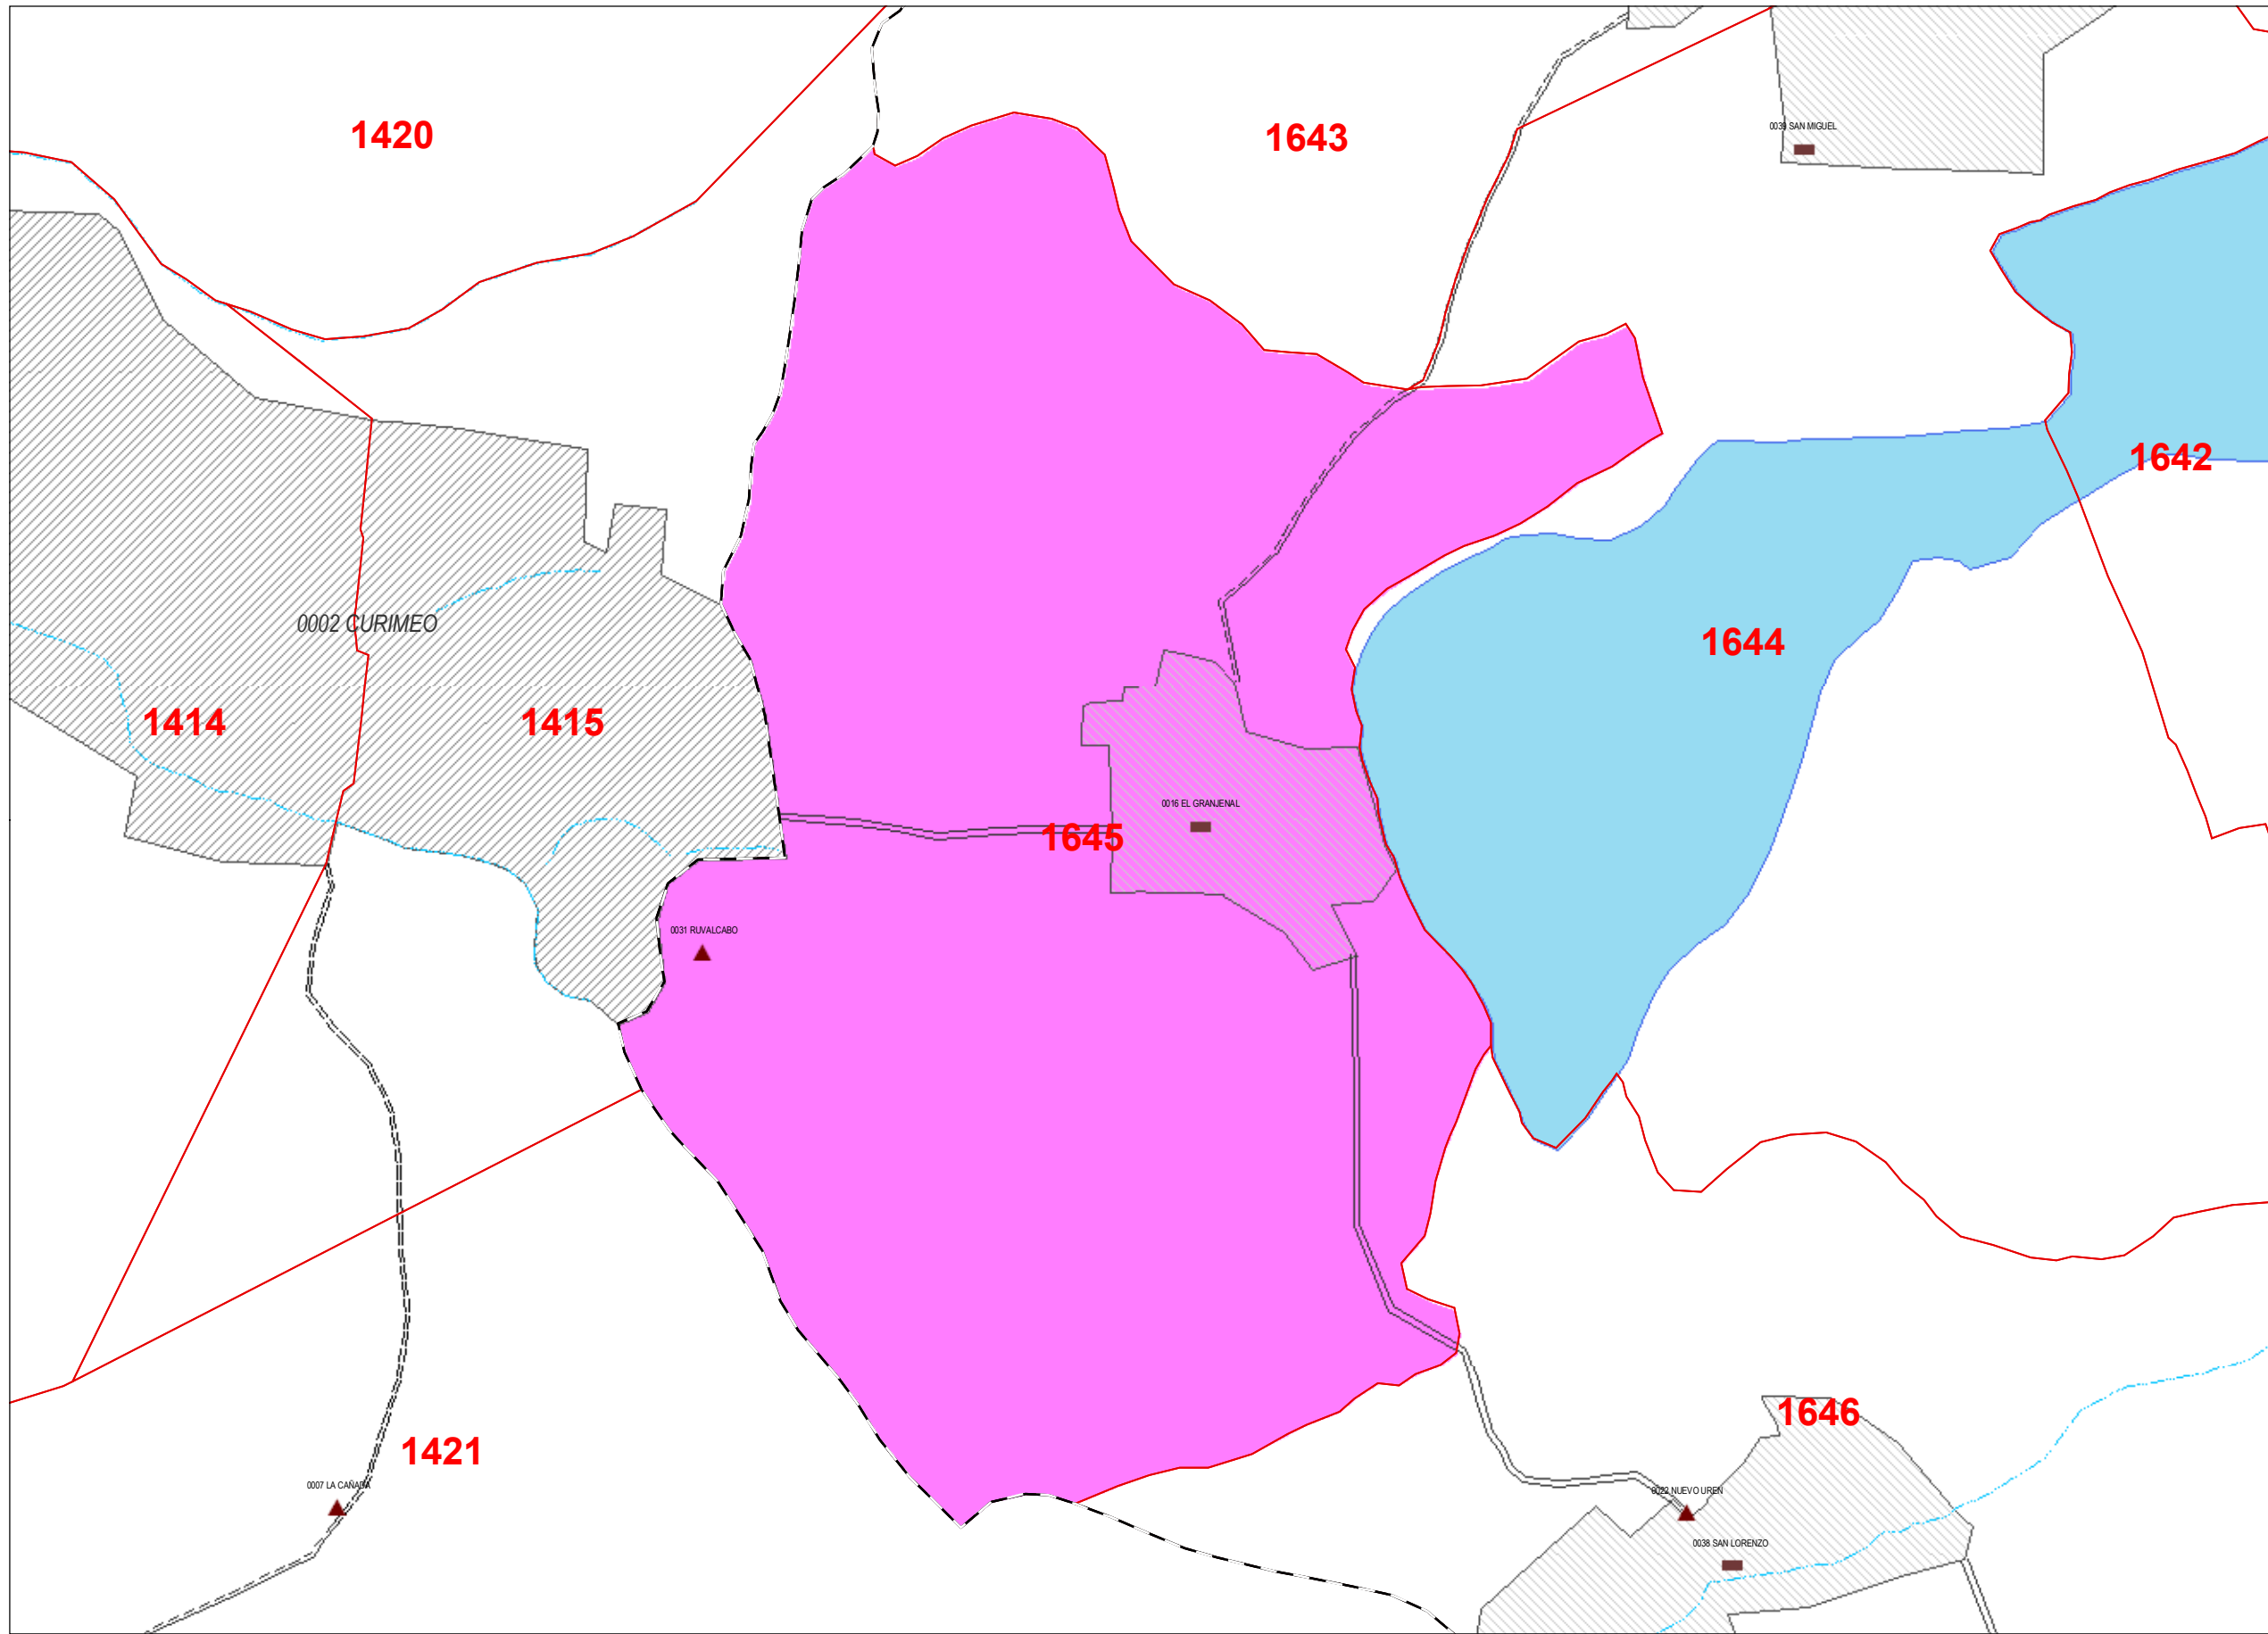 0039 SAN MIGUEL
1420
1643
1642
0002 CURIMEO
1644
1414
1415
0016 EL GRANJENAL
1645
0031 RUVALCABO
1646
1421
0007 LA CAÑADA
0022 NUEVO UREN
0038 SAN LORENZO